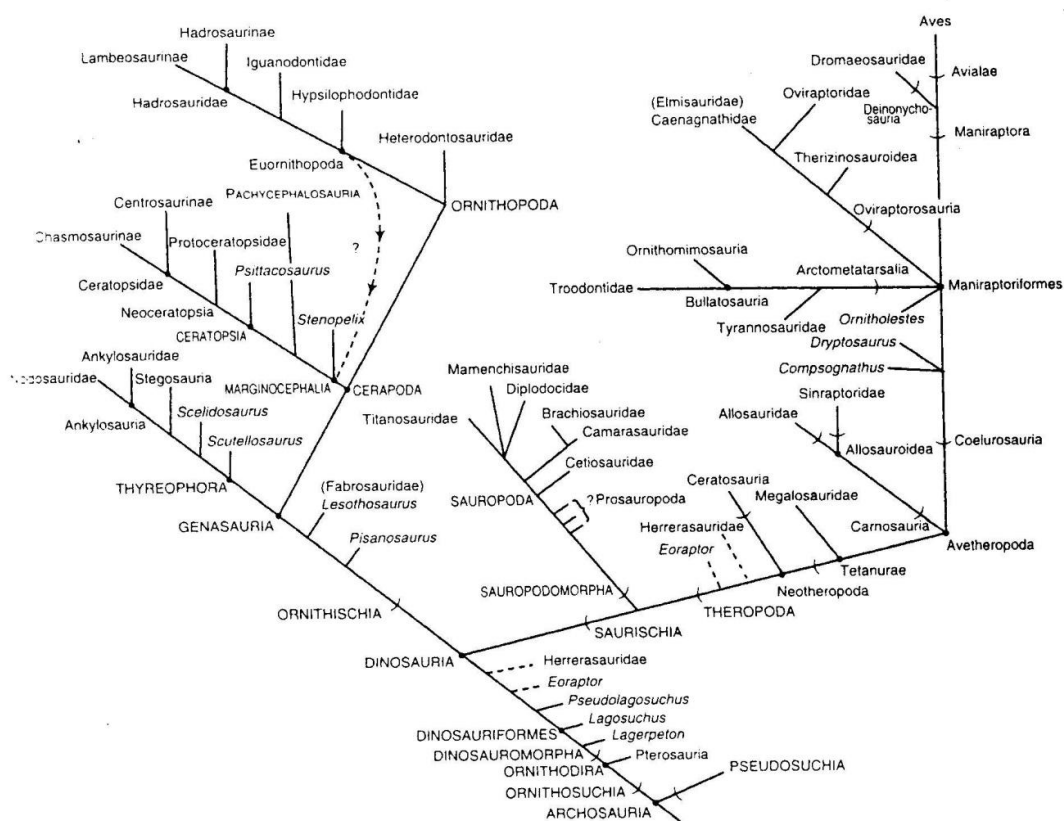 Aves
Hadrosaurinae
Dromaeosauridae
Lambeosaurinae
Iguanodontidae
Avialae
Oviraptoridae
Hadrosauridae
Hypsilophodontidae
(Elmisauridae)
Deinonycho-
sauria
Caenagnathidae
Maniraptora
Heterodontosauridae
Euornithopoda
Therizinosauroidea
PACHYCEPHALOSAURIA
Centrosaurinae
ORNITHOPODA
Oviraptorosauria
Chasmosaurinae
Protoceratopsidae
?
Ornithomimosauria
Psittacosaurus
Arctometatarsalia
Ceratopsidae
Troodontidae
Bullatosauria
Maniraptoriformes
Neoceratopsia
Stenopelix
Tyrannosauridae
Ornitholestes
CERATOPSIA
Dryptosaurus
Ankylosauridae
Mamenchisauridae
Compsognathus
Nodosauridae
Stegosauria
MARGINOCEPHALIA
CERAPODA
Diplodocidae
Sinraptoridae
Scelidosaurus
Titanosauridae
Brachiosauridae
Allosauridae
Ankylosauria
Camarasauridae
Scutellosaurus
Allosauroidea
Coelurosauria
Cetiosauridae
Ceratosauria
THYREOPHORA
(Fabrosauridae)
SAUROPODA
? Prosauropoda
Megalosauridae
Lesothosaurus
GENASAURIA
Herrerasauridae
Carnosauria
Pisanosaurus
Eoraptor
Avetheropoda
Tetanurae
SAUROPODOMORPHA
Neotheropoda
ORNITHISCHIA
THEROPODA
SAURISCHIA
DINOSAURIA
Herrerasauridae
Eoraptor
Pseudolagosuchus
Lagosuchus
DINOSAURIFORMES
Lagerpeton
DINOSAUROMORPHA
Pterosauria
ORNITHODIRA
PSEUDOSUCHIA
ORNITHOSUCHIA
ARCHOSAURIA